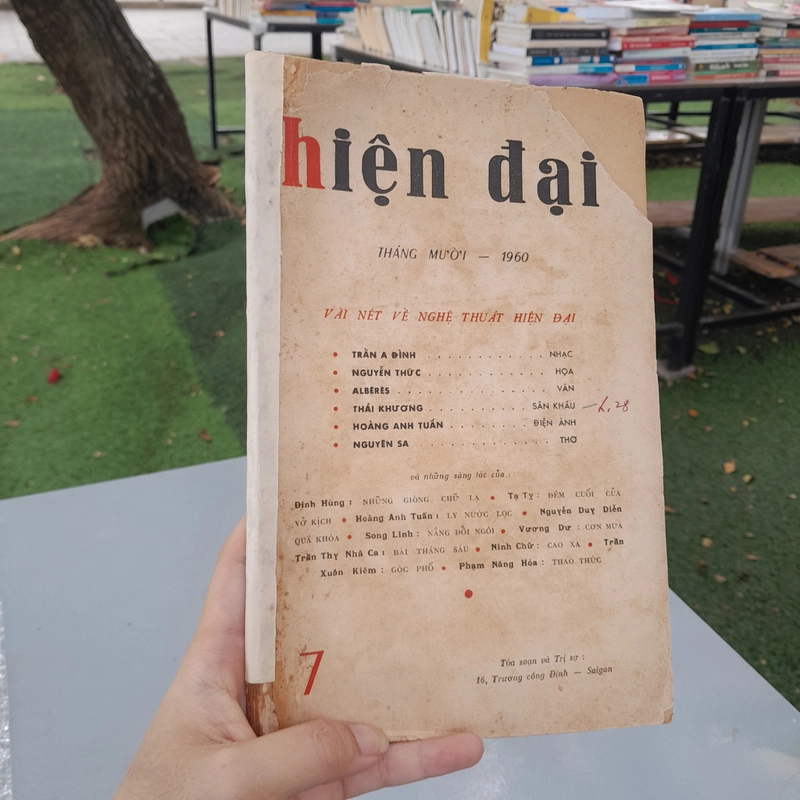 hiện đại
THÁNG MƯỜI — 1960
VÀI NÉT VỀ NGHỆ THUẬT HIỆN ĐẠI
• TRẦN A ĐÌNH . . . . . . . . . . . NHẠC
• NGUYỄN THỨC . . . . . . . . . . . HỌA
• ALBÉRÈS . . . . . . . . . . . . . VĂN
• THÁI KHƯƠNG . . . . . . . . . . SÂN KHẤU
• HOÀNG ANH TUẤN . . . . . . . ĐIỆN ẢNH
• NGUYÊN SA . . . . . . . . . . . . THƠ
và những sáng tác của :
Đinh Hùng : NHỮNG GIÒNG CHỮ LẠ • Tạ Tỵ : ĐÊM CUỐI CỦA
VỞ KỊCH • Hoàng Anh Tuấn : LY NƯỚC LỌC • Nguyễn Duy Diễn
QUÁ KHÓA • Song Linh : NẮNG ĐỒI NGÔI • Vương Dư : CƠN MƯA
Trần Thy Nhã Ca : BÀI THÁNG SÁU • Ninh Chữ : CAO XA • Trần
Xuân Kiêm : GÓC PHỐ • Phạm Năng Hóa : THAO THỨC
7
Tòa soạn và Trị sự :
16, Trương công Định — Saigon